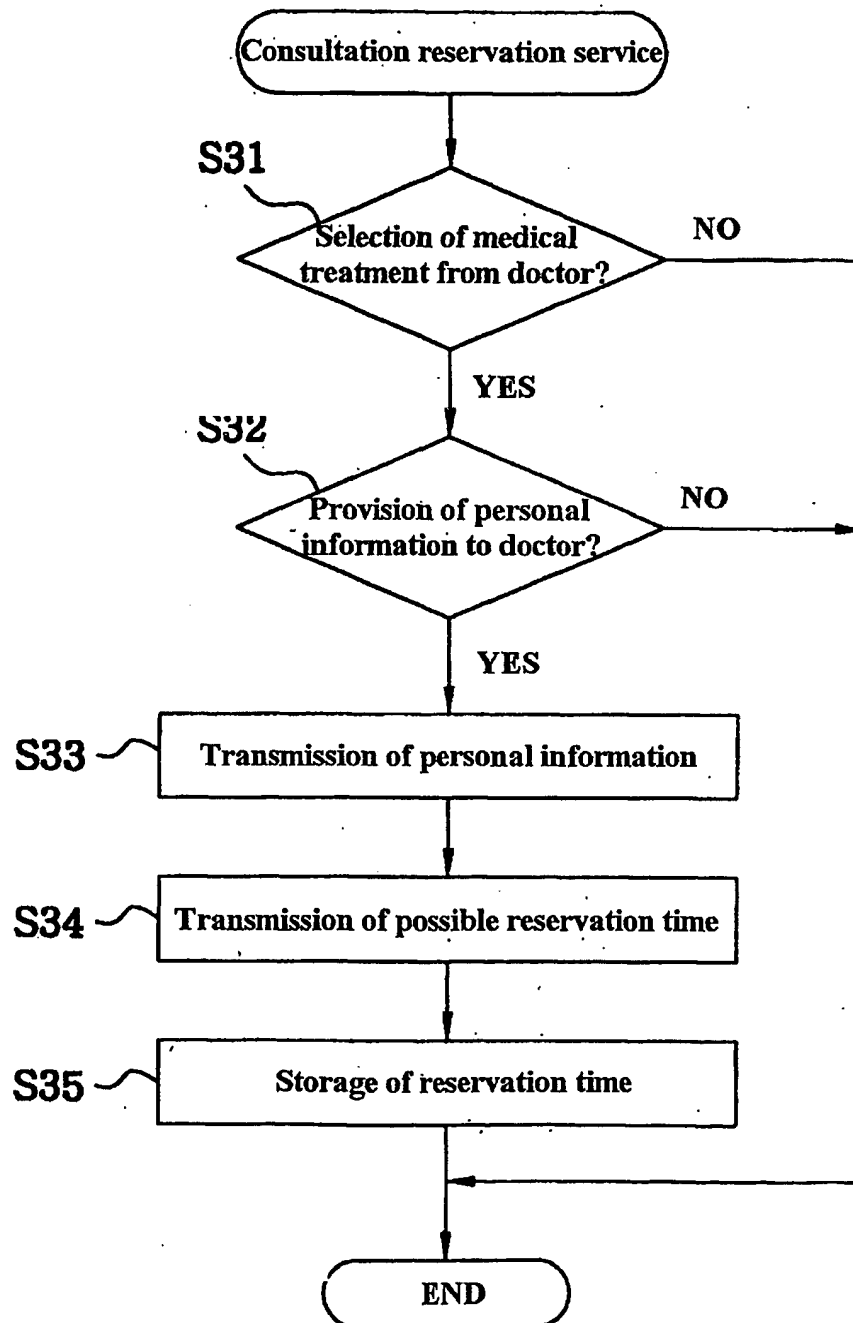 Consultation reservation service
S31
Selection of medical
treatment from doctor?
NO
YES
S32
Provision of personal
information to doctor?
NO
YES
S33
Transmission of personal information
S34
Transmission of possible reservation time
S35
Storage of reservation time
END